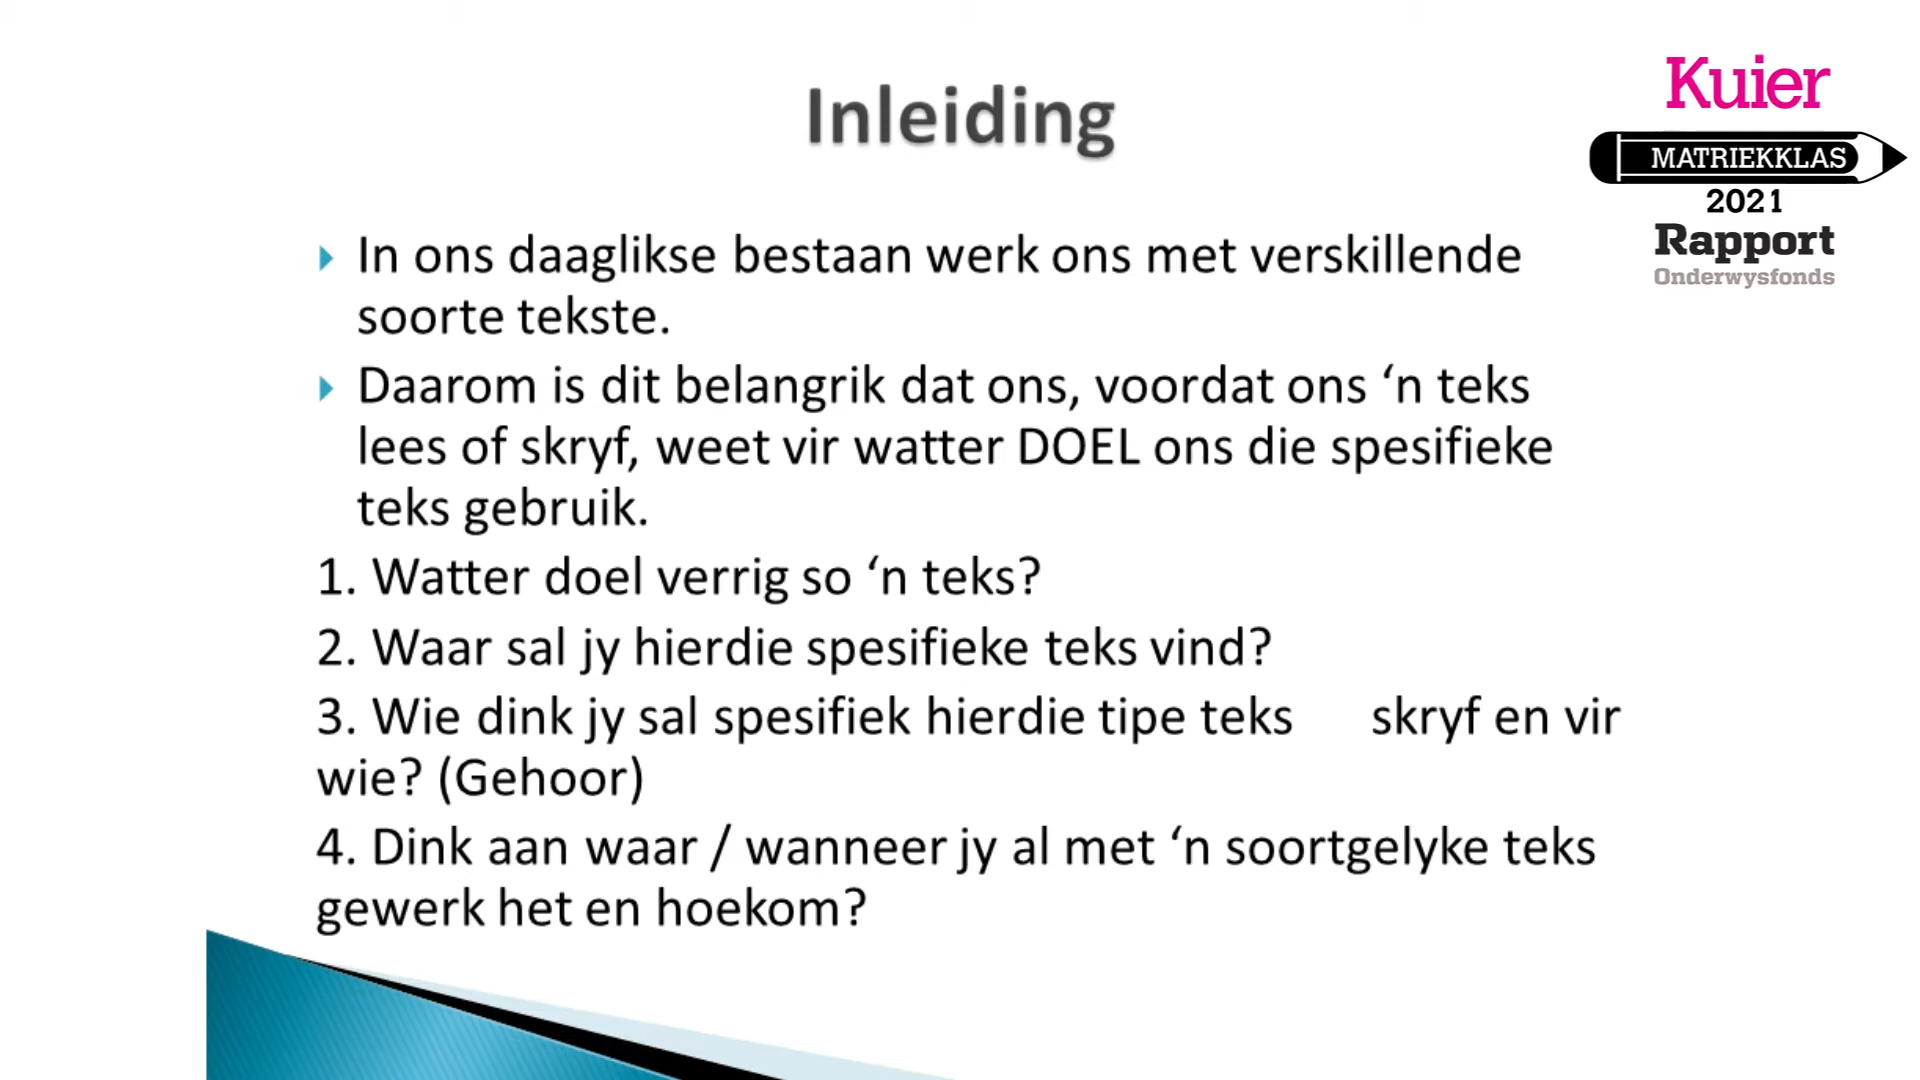 Inleiding
Kuier
MATRIEKKLAS
2021
Rapport
Onderwysfonds
In ons daaglikse bestaan werk ons met verskillende
soorte tekste.
Daarom is dit belangrik dat ons, voordat ons ‘n teks
lees of skryf, weet vir watter DOEL ons die spesifieke
teks gebruik.
1. Watter doel verrig so ‘n teks?
2. Waar sal jy hierdie spesifieke teks vind?
3. Wie dink jy sal spesifiek hierdie tipe teks skryf en vir
wie? (Gehoor)
4. Dink aan waar / wanneer jy al met ‘n soortgelyke teks
gewerk het en hoekom?